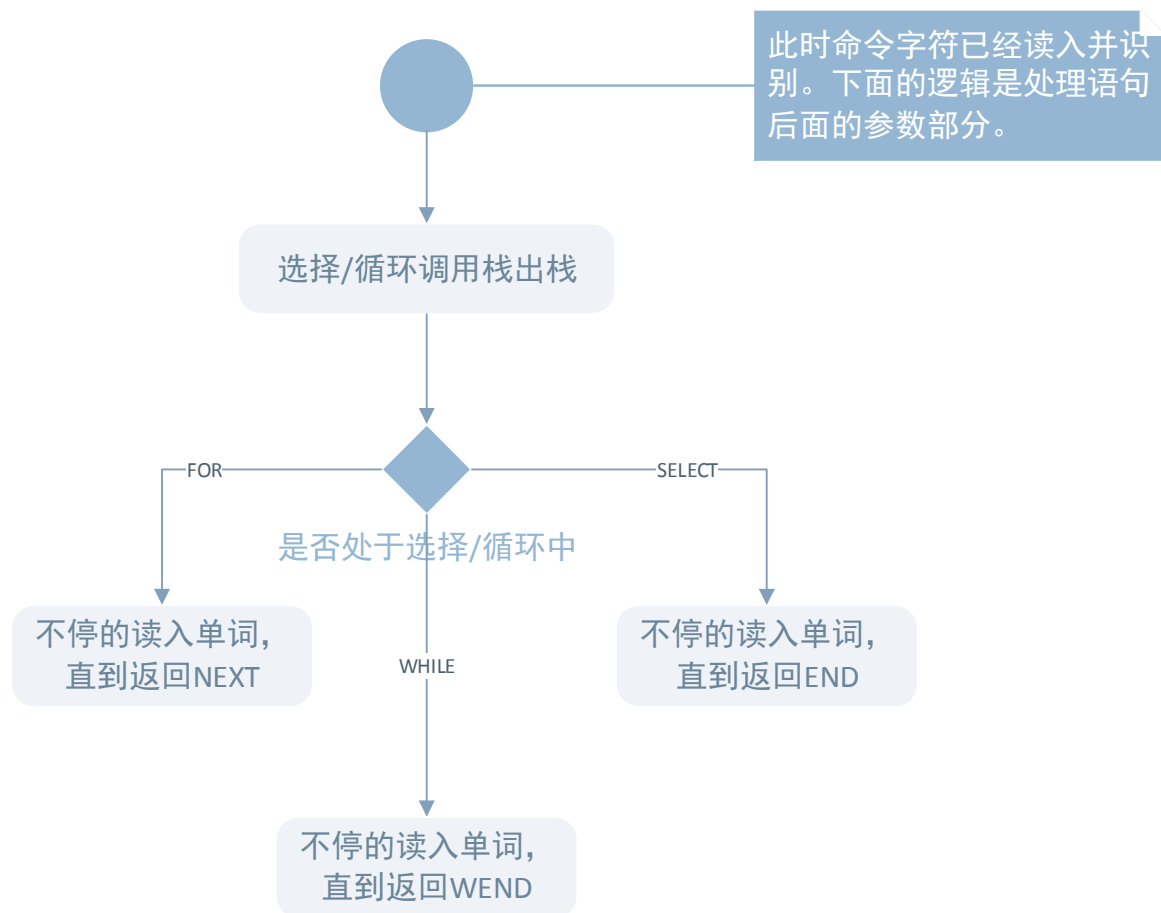 此时命令字符已经读入并识
别。下面的逻辑是处理语句
后面的参数部分。
选择/循环调用栈出栈
FOR
SELECT
是否处于选择/循环中
不停的读入单词，
直到返回NEXT
WHILE
不停的读入单词，
直到返回END
不停的读入单词，
直到返回WEND